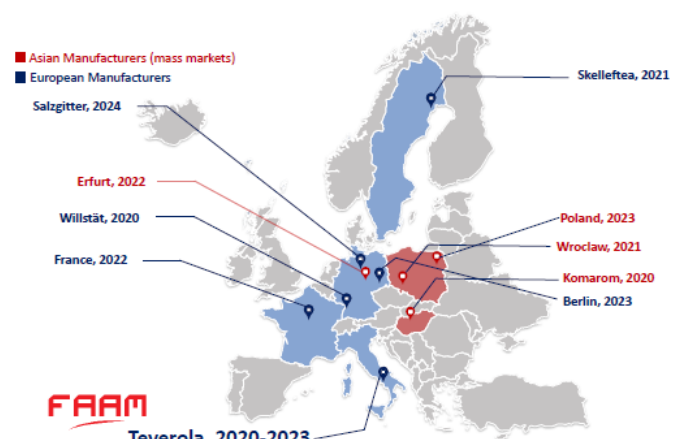 Asian Manufacturers (mass markets)
European Manufacturers
Skelleftea, 2021
Salzgitter, 2024
Erfurt, 2022
Willstät, 2020
France, 2022
Poland, 2023
Wroclaw, 2021
Komarom, 2020
Berlin, 2023
FAAM
Teverola, 2020-2023